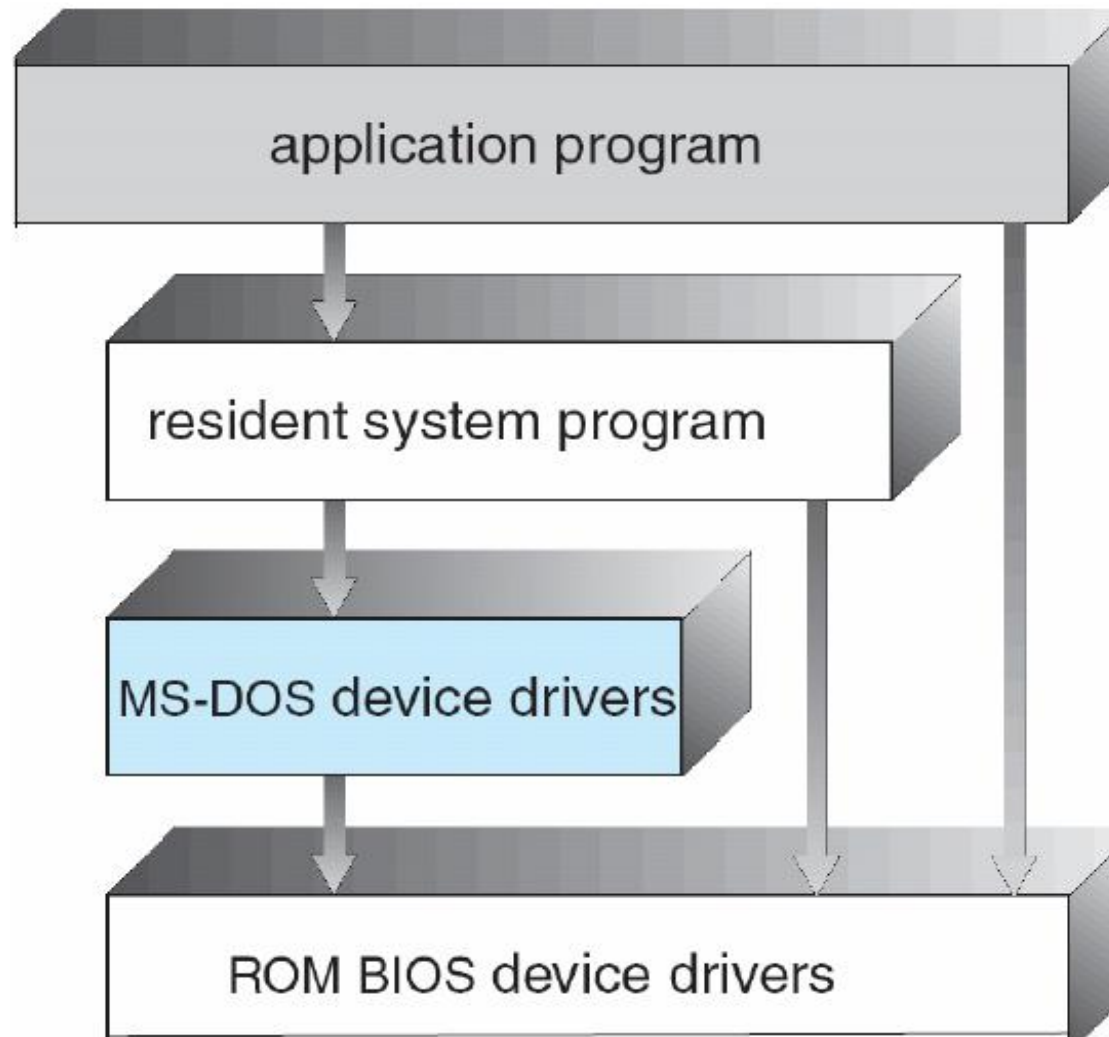 application program
resident system program
MS-DOS device drivers
ROM BIOS device drivers